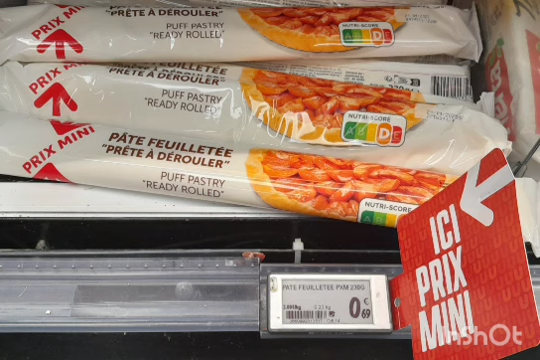 PRIX MINI
"PRÊTE À DÉROULER"
PUFF PASTRY
"READY ROLLED"
NUTRI-SCORE
PRIX MINI
PÂTE FEUILLETÉE
"PRÊTE À DÉROULER"
PUFF PASTRY
"READY ROLLED"
NUTRI-SCORE
A B C D E
PRIX MINI
PÂTE FEUILLETÉE
"PRÊTE À DÉROULER"
PUFF PASTRY
"READY ROLLED"
NUTRI-SCORE
PATE FEUILLETEE PXM 230G
0 €
69
ICI
PRIX
MINI
InShOt